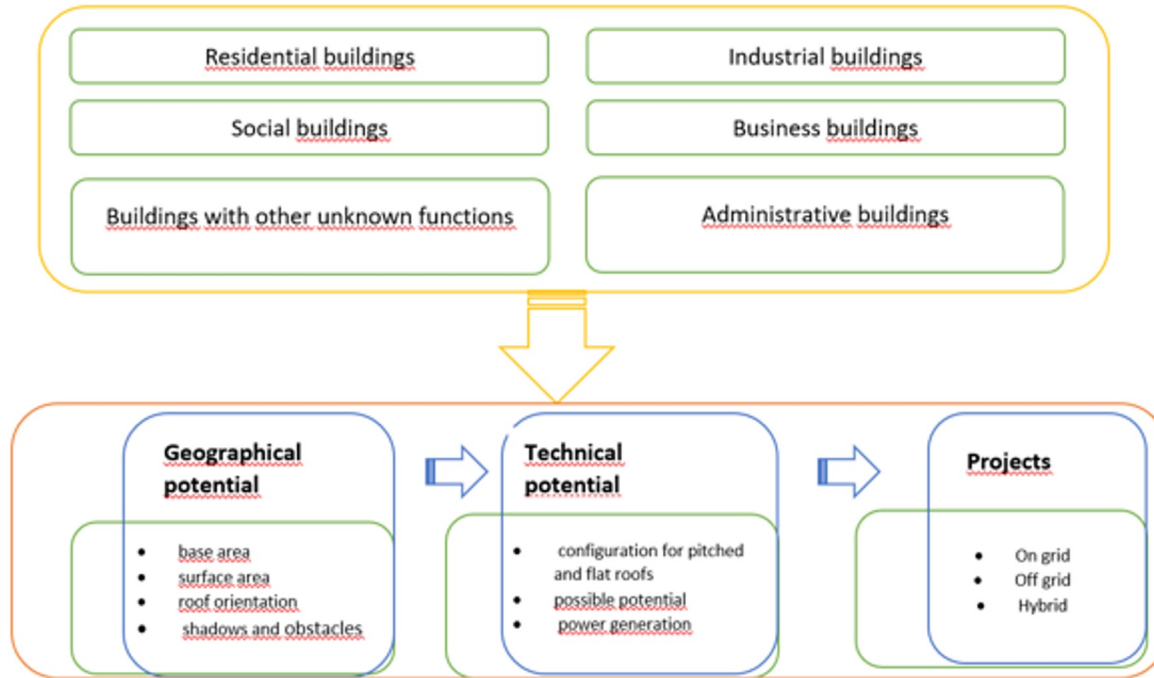 Residential buildings
Industrial buildings
Social buildings
Business buildings
Buildings with other unknown functions
Administrative buildings
Geographical
potential
• base area
• surface area
• roof orientation
• shadows and obstacles
Technical
potential
• configuration for pitched
and flat roofs
• possible potential
• power generation
Projects
• On grid
• Off grid
• Hybrid